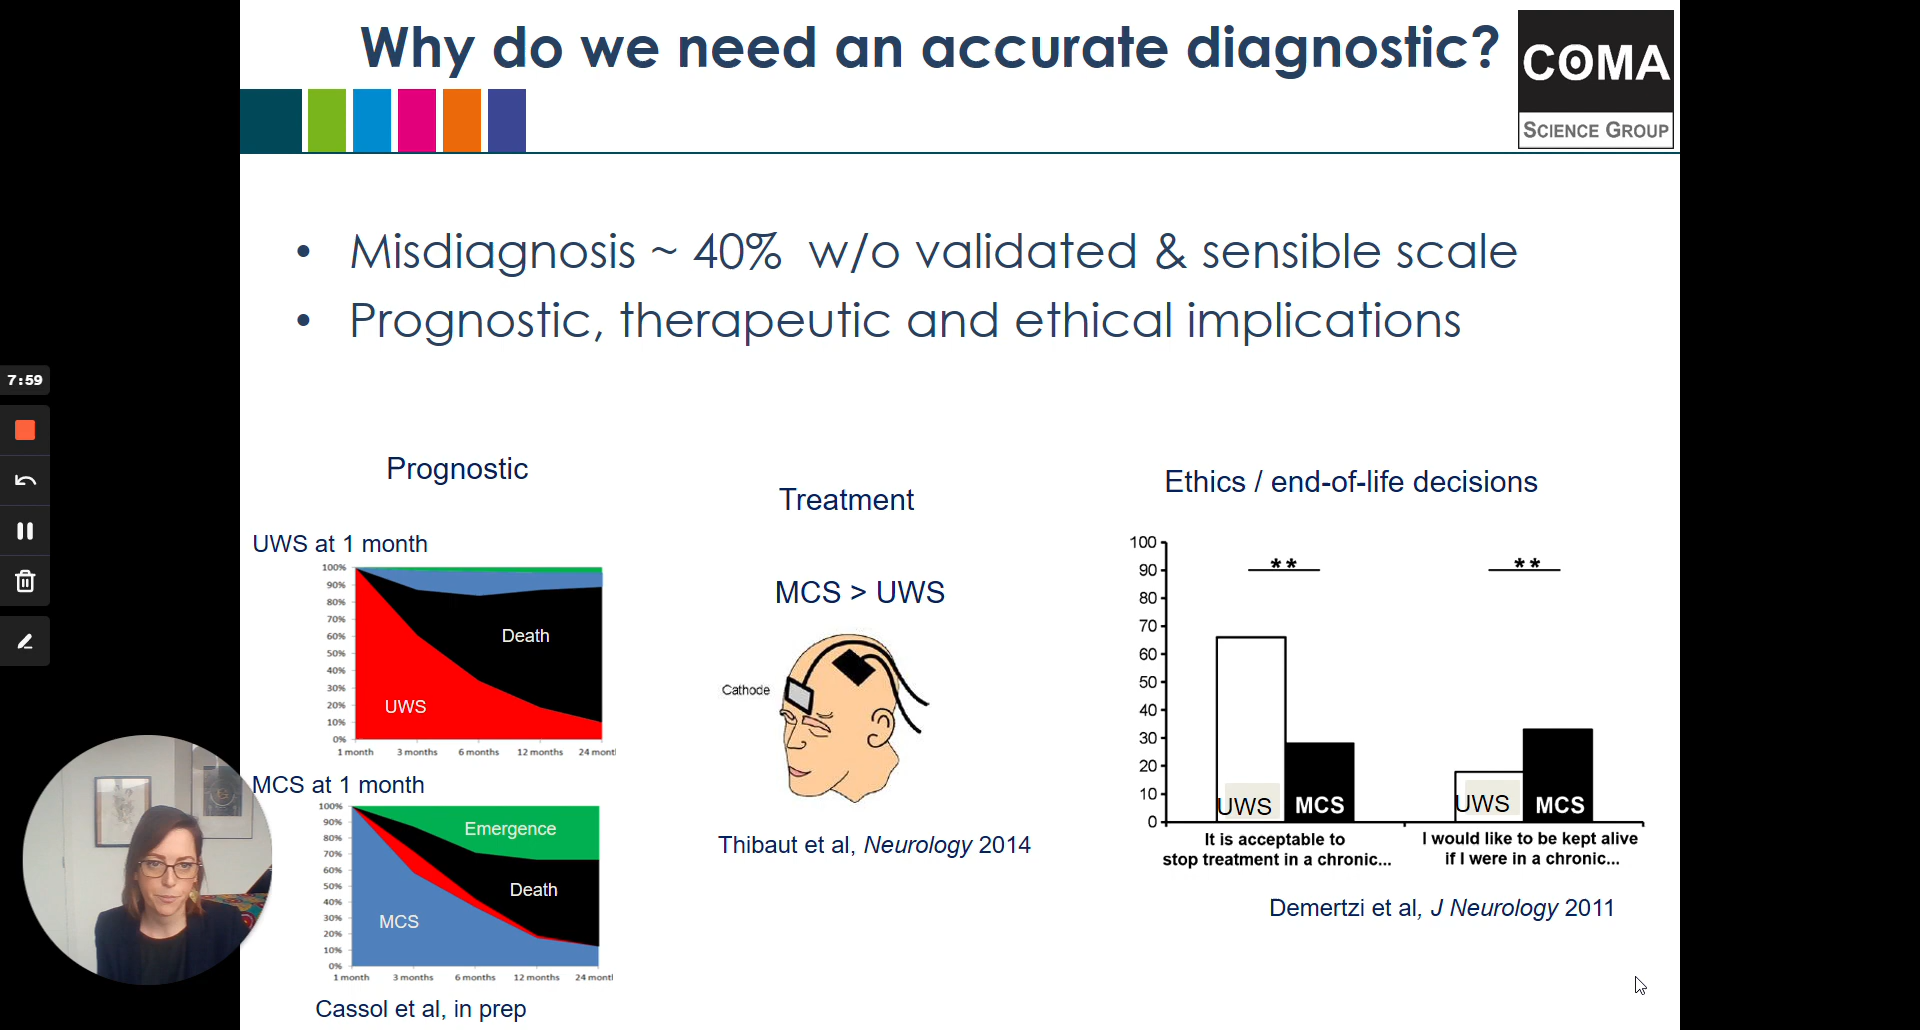 Why do we need an accurate diagnostic?
COMA
SCIENCE GROUP
• Misdiagnosis ~ 40% w/o validated & sensible scale
• Prognostic, therapeutic and ethical implications
7:59
Prognostic
UWS at 1 month
100%
90%
80%
70%
60%
50%
40%
30%
20%
10%
0%
Death
UWS
1 month 3 months 6 months 12 months 24 mont
MCS at 1 month
100%
90%
80%
70%
60%
50%
40%
30%
20%
10%
0%
Emergence
Death
MCS
1 month 3 months 6 months 12 months 24 mont
Cassol et al, in prep
Treatment
MCS > UWS
Cathode
Thibaut et al, Neurology 2014
Ethics / end-of-life decisions
100
90
80
70
60
50
40
30
20
10
0
** **
UWS MCS UWS MCS
It is acceptable to
stop treatment in a chronic...
I would like to be kept alive
if I were in a chronic...
Demertzi et al, J Neurology 2011